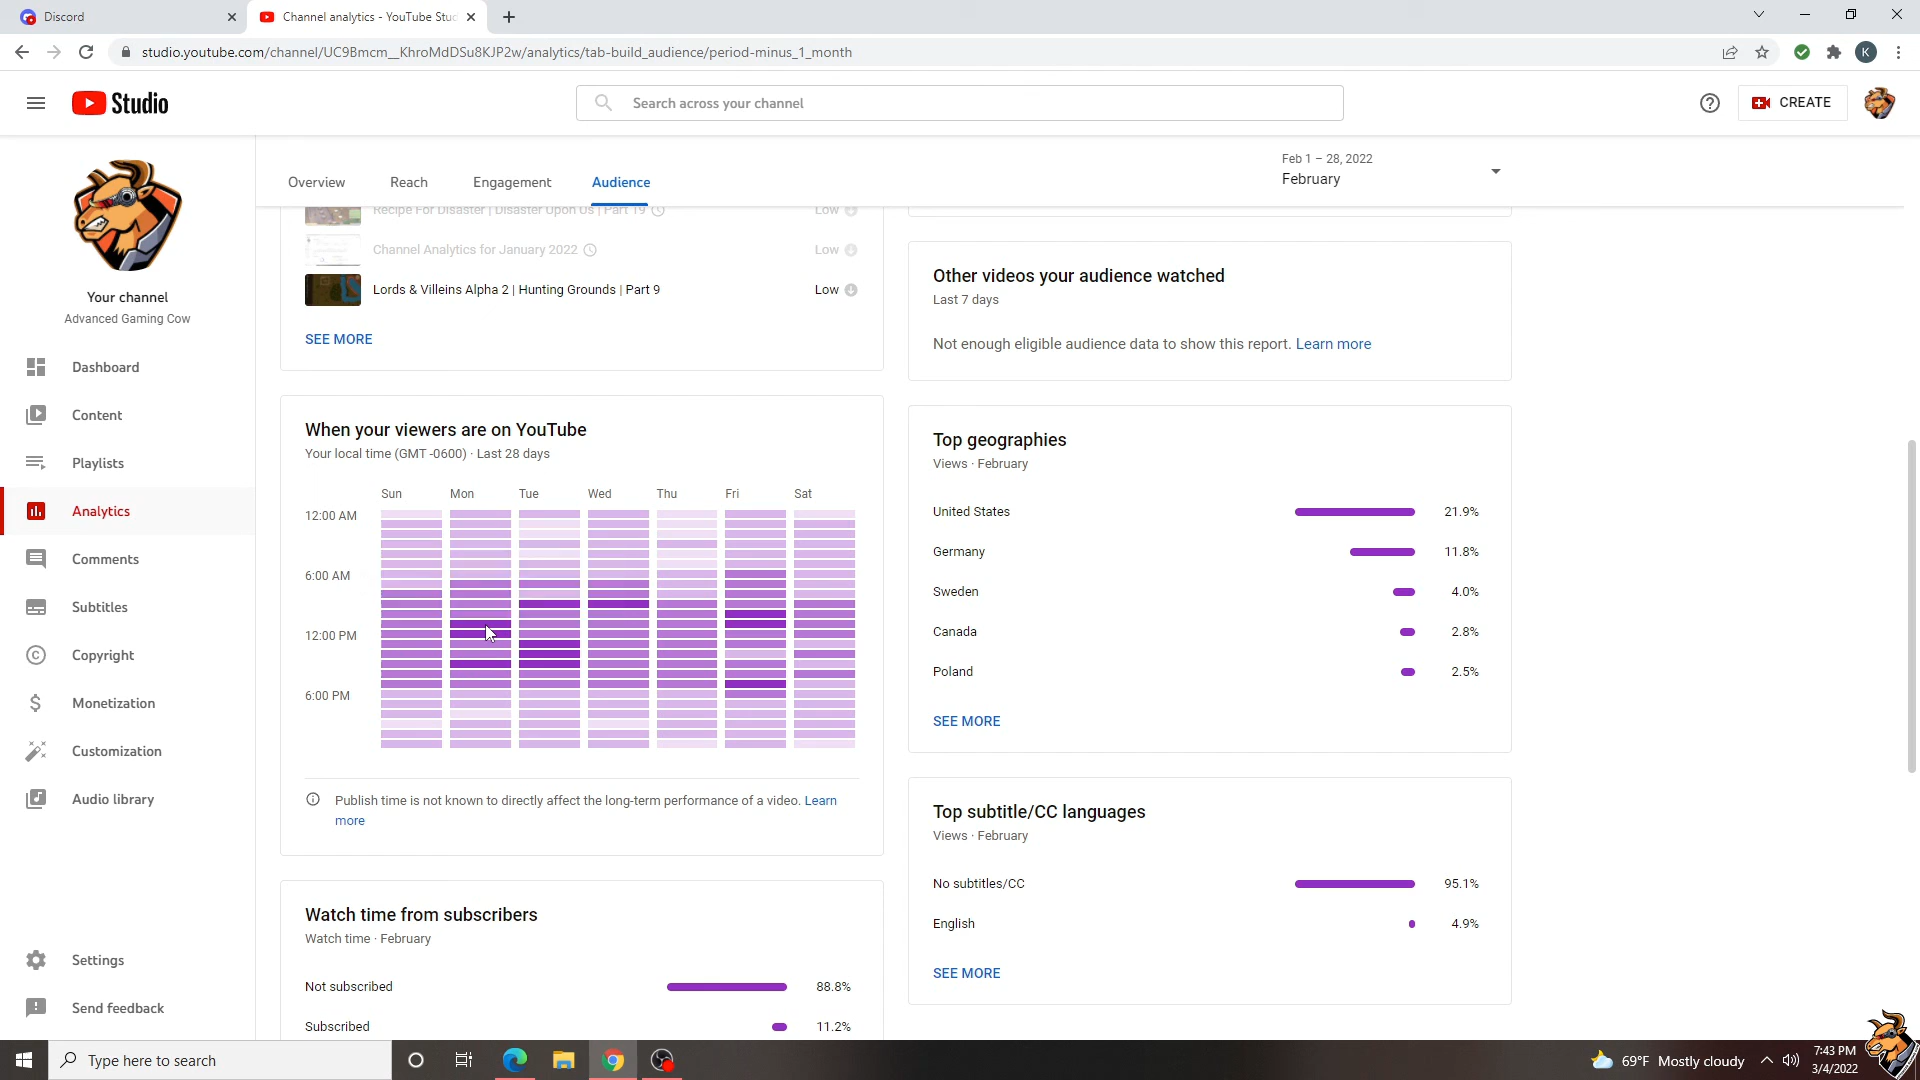 Discord
Channel analytics - YouTube Stu
studio.youtube.com/channel/UC9Bmcm__KhroMdDSu8KJP2w/analytics/tab-build_audience/period-minus_1_month
K
Studio
Search across your channel
CREATE
Your channel
Advanced Gaming Cow
Dashboard
Content
Playlists
Analytics
Comments
Subtitles
Copyright
Monetization
Customization
Audio library
Settings
Send feedback
Overview
Reach
Engagement
Audience
Feb 1 – 28, 2022
February
Recipe For Disaster | Disaster Upon Us | Part 19
Low
Channel Analytics for January 2022
Low
Lords & Villeins Alpha 2 | Hunting Grounds | Part 9
Low
SEE MORE
When your viewers are on YouTube
Your local time (GMT -0600) · Last 28 days
Sun Mon Tue Wed Thu Fri Sat
12:00 AM
6:00 AM
12:00 PM
6:00 PM
Publish time is not known to directly affect the long-term performance of a video. Learn
more
Watch time from subscribers
Watch time · February
Not subscribed 88.8%
Subscribed 11.2%
Other videos your audience watched
Last 7 days
Not enough eligible audience data to show this report. Learn more
Top geographies
Views · February
United States 21.9%
Germany 11.8%
Sweden 4.0%
Canada 2.8%
Poland 2.5%
SEE MORE
Top subtitle/CC languages
Views · February
No subtitles/CC 95.1%
English 4.9%
SEE MORE
Type here to search
69°F Mostly cloudy
7:43 PM
3/4/2022